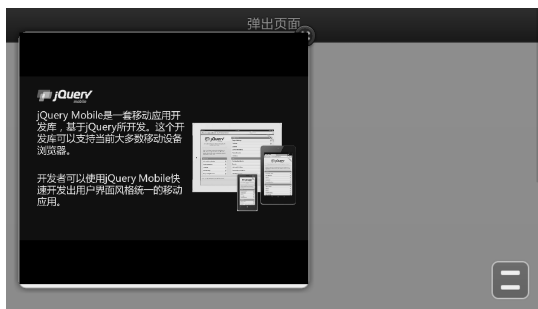 弹出页面
jQuery
mobile
jQuery Mobile是一套移动应用开
发库，基于jQuery所开发。这个开
发库可以支持当前大多数移动设备
浏览器。
开发者可以使用jQuery Mobile快
速开发出用户界面风格统一的移动
应用。